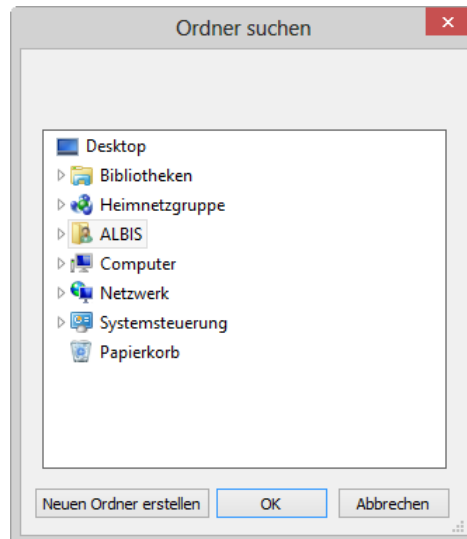 Ordner suchen
Desktop
Bibliotheken
Heimnetzgruppe
ALBIS
Computer
Netzwerk
Systemsteuerung
Papierkorb
Neuen Ordner erstellen OK Abbrechen